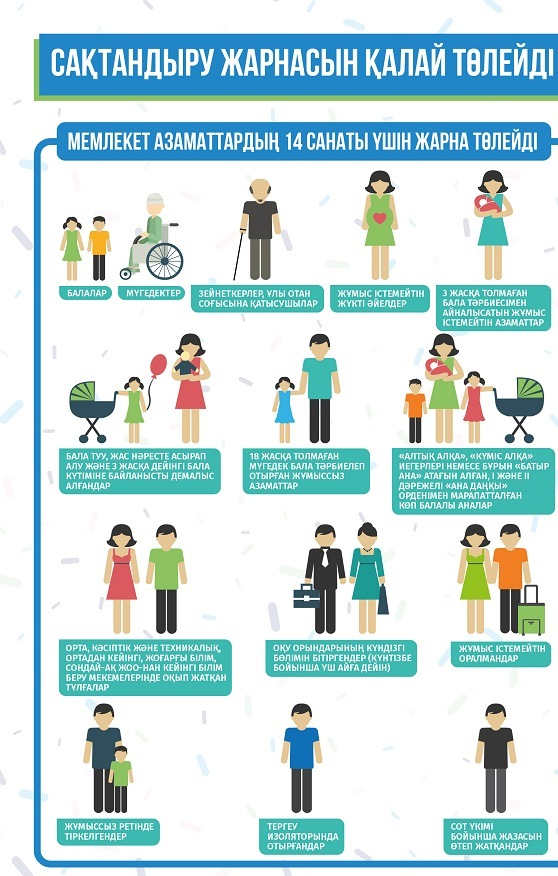 САҚТАНДЫРУ ЖАРНАСЫН ҚАЛАЙ ТӨЛЕЙДІ
МЕМЛЕКЕТ АЗАМАТТАРДЫҢ 14 САНАТЫ ҮШІН ЖАРНА ТӨЛЕЙДІ
БАЛАЛАР
МҮГЕДЕКТЕР
ЗЕЙНЕТКЕРЛЕР, ҰЛЫ ОТАН
СОҒЫСЫНА ҚАТЫСУШЫЛАР
ЖҰМЫС ІСТЕМЕЙТІН
ЖҮКТІ ӘЙЕЛДЕР
3 ЖАСҚА ТОЛМАҒАН
БАЛА ТӘРБИЕСІМЕН
АЙНАЛЫСАТЫН ЖҰМЫС
ІСТЕМЕЙТІН АЗАМАТТАР
БАЛА ТУУ, ЖАС НӘРЕСТЕ АСЫРАП
АЛУ ЖӘНЕ 3 ЖАСҚА ДЕЙІНГІ БАЛА
КҮТІМІНЕ БАЙЛАНЫСТЫ ДЕМАЛЫС
АЛҒАНДАР
18 ЖАСҚА ТОЛМАҒАН
МҮГЕДЕК БАЛА ТӘРБИЕЛЕП
ОТЫРҒАН ЖҰМЫССЫЗ
АЗАМАТТАР
«АЛТЫҚ АЛҚА», «КҮМІС АЛҚА»
ИЕГЕРЛЕРІ НЕМЕСЕ БҰРЫН «БАТЫР
АНА» АТАҒЫН АЛҒАН, І ЖӘНЕ ІІ
ДӘРЕЖЕЛІ «АНА ДАҢҚЫ»
ОРДЕНІМЕН МАРАПАТТАЛҒАН
КӨП БАЛАЛЫ АНАЛАР
ОРТА, КӘСІПТІК ЖӘНЕ ТЕХНИКАЛЫҚ,
ОРТАДАН КЕЙІНГІ, ЖОҒАРҒЫ БІЛІМ,
СОНДАЙ-АҚ ЖОО-НАН КЕЙІНГІ БІЛІМ
БЕРУ МЕКЕМЕЛЕРІНДЕ ОҚЫП ЖАТҚАН
ТҰЛҒАЛАР
ОҚУ ОРЫНДАРЫНЫҢ КҮНДІЗГІ
БӨЛІМІН БІТІРГЕНДЕР (КҮНТІЗБЕ
БОЙЫНША ҮШ АЙҒА ДЕЙІН)
ЖҰМЫС ІСТЕМЕЙТІН
ОРАЛМАНДАР
ЖҰМЫССЫЗ РЕТІНДЕ
ТІРКЕЛГЕНДЕР
ТЕРГЕУ
ИЗОЛЯТОРЫНДА
ОТЫРҒАНДАР
СОТ ҮКІМІ
БОЙЫНША ЖАЗАСЫН
ӨТЕП ЖАТҚАНДАР